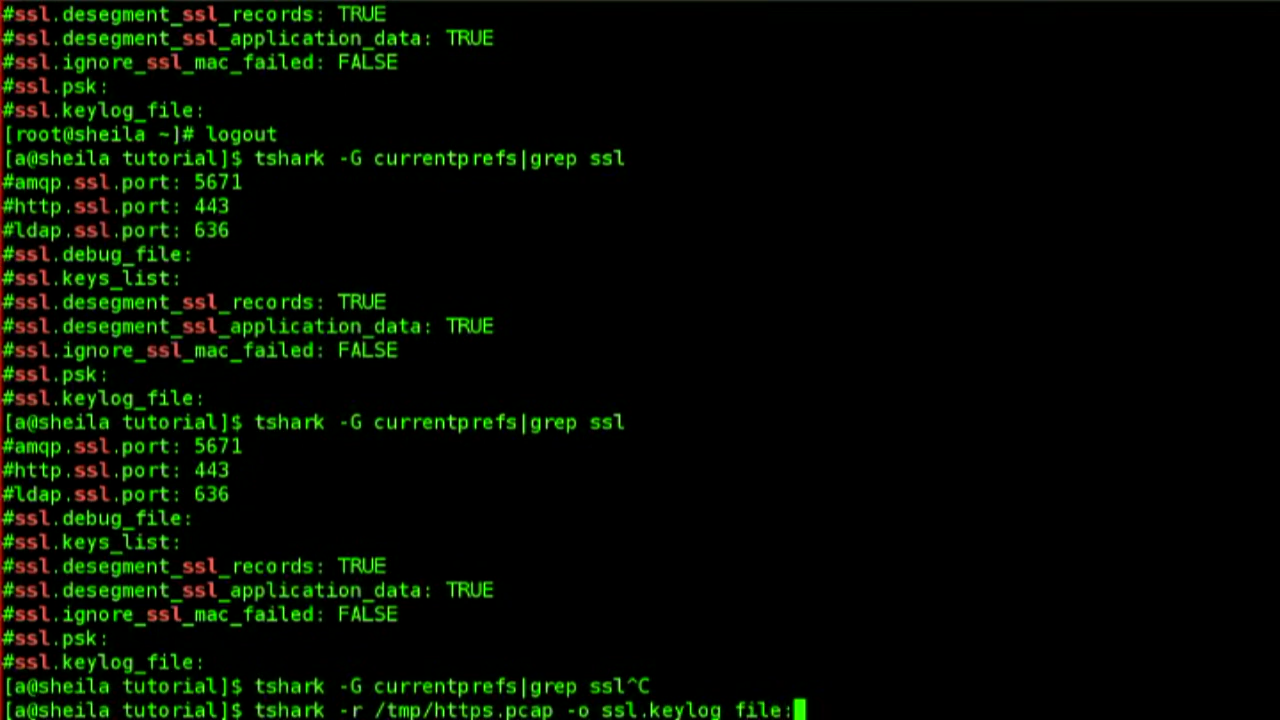 #ssl.desegment_ssl_records: TRUE
#ssl.desegment_ssl_application_data: TRUE
#ssl.ignore_ssl_mac_failed: FALSE
#ssl.psk:
#ssl.keylog_file:
[root@sheila ~]# logout
[a@sheila tutorial]$ tshark -G currentprefs|grep ssl
#amqp.ssl.port: 5671
#http.ssl.port: 443
#ldap.ssl.port: 636
#ssl.debug_file:
#ssl.keys_list:
#ssl.desegment_ssl_records: TRUE
#ssl.desegment_ssl_application_data: TRUE
#ssl.ignore_ssl_mac_failed: FALSE
#ssl.psk:
#ssl.keylog_file:
[a@sheila tutorial]$ tshark -G currentprefs|grep ssl
#amqp.ssl.port: 5671
#http.ssl.port: 443
#ldap.ssl.port: 636
#ssl.debug_file:
#ssl.keys_list:
#ssl.desegment_ssl_records: TRUE
#ssl.desegment_ssl_application_data: TRUE
#ssl.ignore_ssl_mac_failed: FALSE
#ssl.psk:
#ssl.keylog_file:
[a@sheila tutorial]$ tshark -G currentprefs|grep ssl^C
[a@sheila tutorial]$ tshark -r /tmp/https.pcap -o ssl.keylog_file: